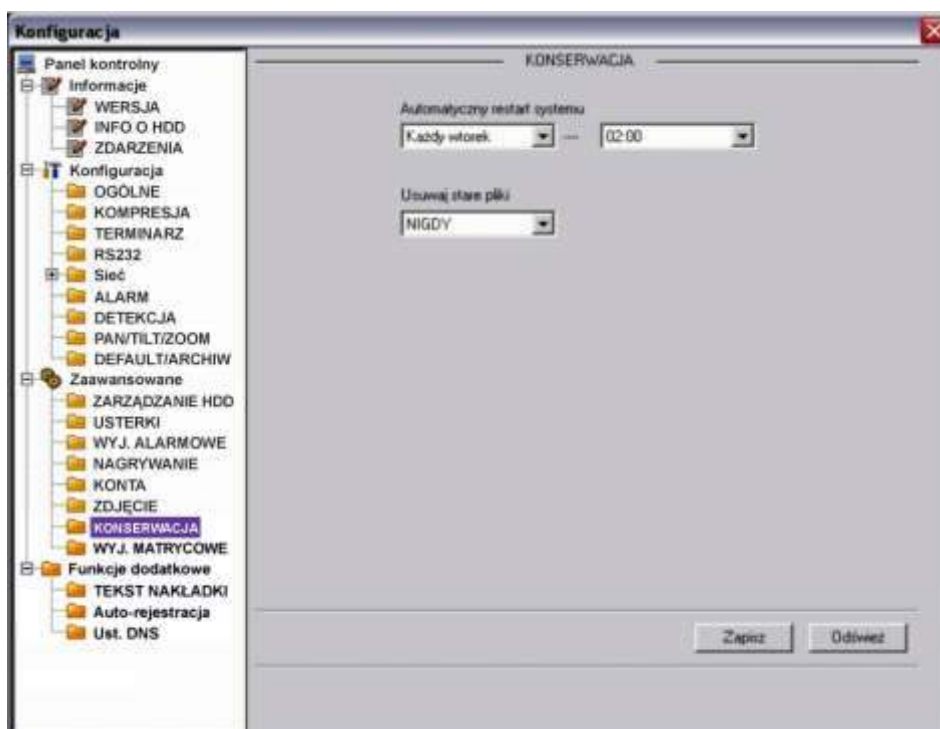 Konfiguracja
Panel kontrolny
Informacje
WERSJA
INFO O HDD
ZDARZENIA
Konfiguracja
OGÓLNE
KOMPRESJA
TERMINARZ
RS232
Sieć
ALARM
DETEKCJA
PAN/TILT/ZOOM
DEFAULT/ARCHIW
Zaawansowane
ZARZĄDZANIE HDD
USTERKI
WYJ. ALARMOWE
NAGRYWANIE
KONTA
ZDJĘCIE
KONSERWACJA
WYJ. MATRYCOWE
Funkcje dodatkowe
TEKST NAKŁADKI
Auto-rejestracja
Ust. DNS
KONSERWACJA
Automatyczny restart systemu
Każdy wtorek — 02:00
Usuwaj stare pliki
NIGDY
Zapisz Odśwież